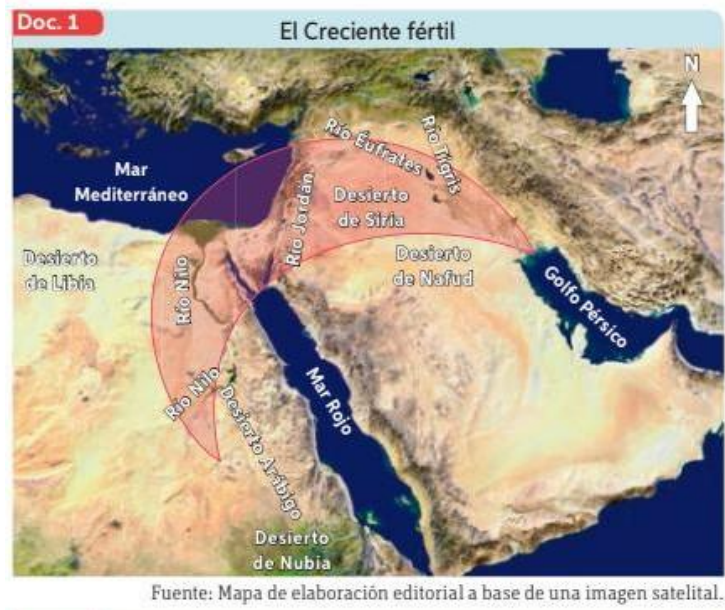 Doc. 1
El Creciente fértil
N
Río Éufrates
Río Tigris
Mar
Mediterráneo
Río Jordán
Desierto
de Siria
Desierto
de Libia
Río Nilo
Desierto
de Nafud
Golfo Pérsico
Río Nilo
Mar Rojo
Desierto Arábigo
Desierto
de Nubia
Fuente: Mapa de elaboración editorial a base de una imagen satelital.